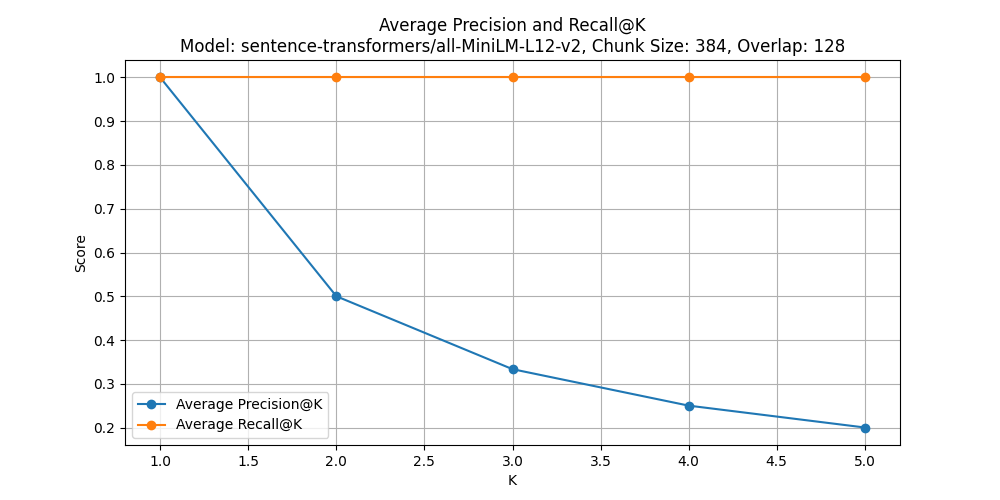 Average Precision and Recall@K
Model: sentence-transformers/all-MiniLM-L12-v2, Chunk Size: 384, Overlap: 128
Score
1.0
0.9
0.8
0.7
0.6
0.5
0.4
0.3
0.2
Average Precision@K
Average Recall@K
1.0 1.5 2.0 2.5 3.0 3.5 4.0 4.5 5.0
K